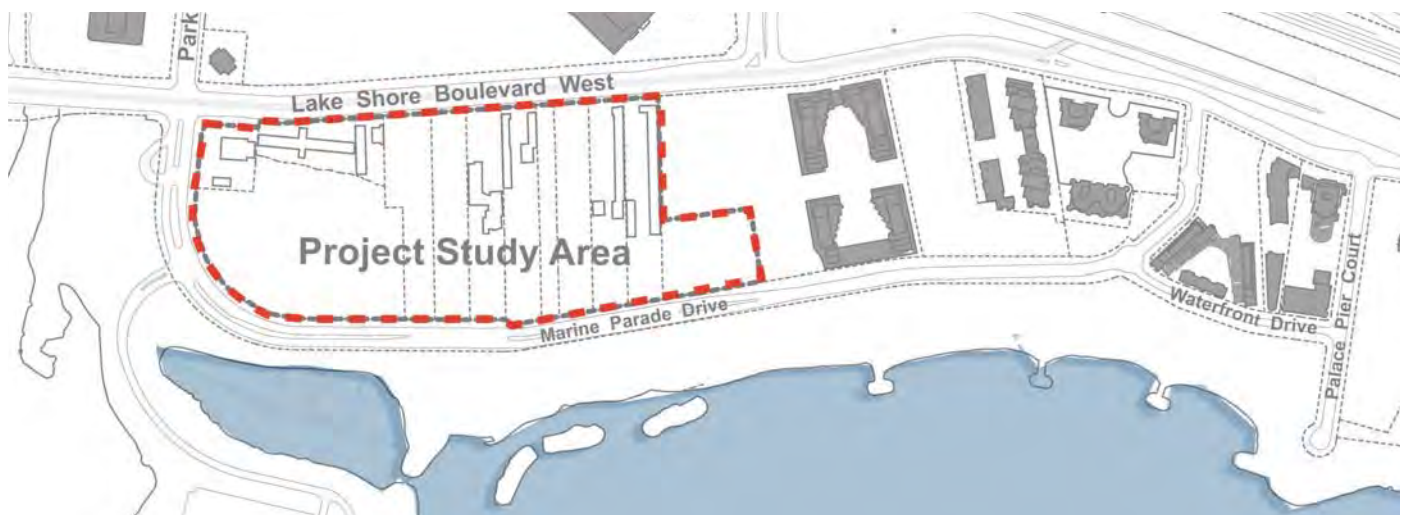 Park
Lake Shore Boulevard West
Project Study Area
Marine Parade Drive
Waterfront Drive
Palace Pier Court